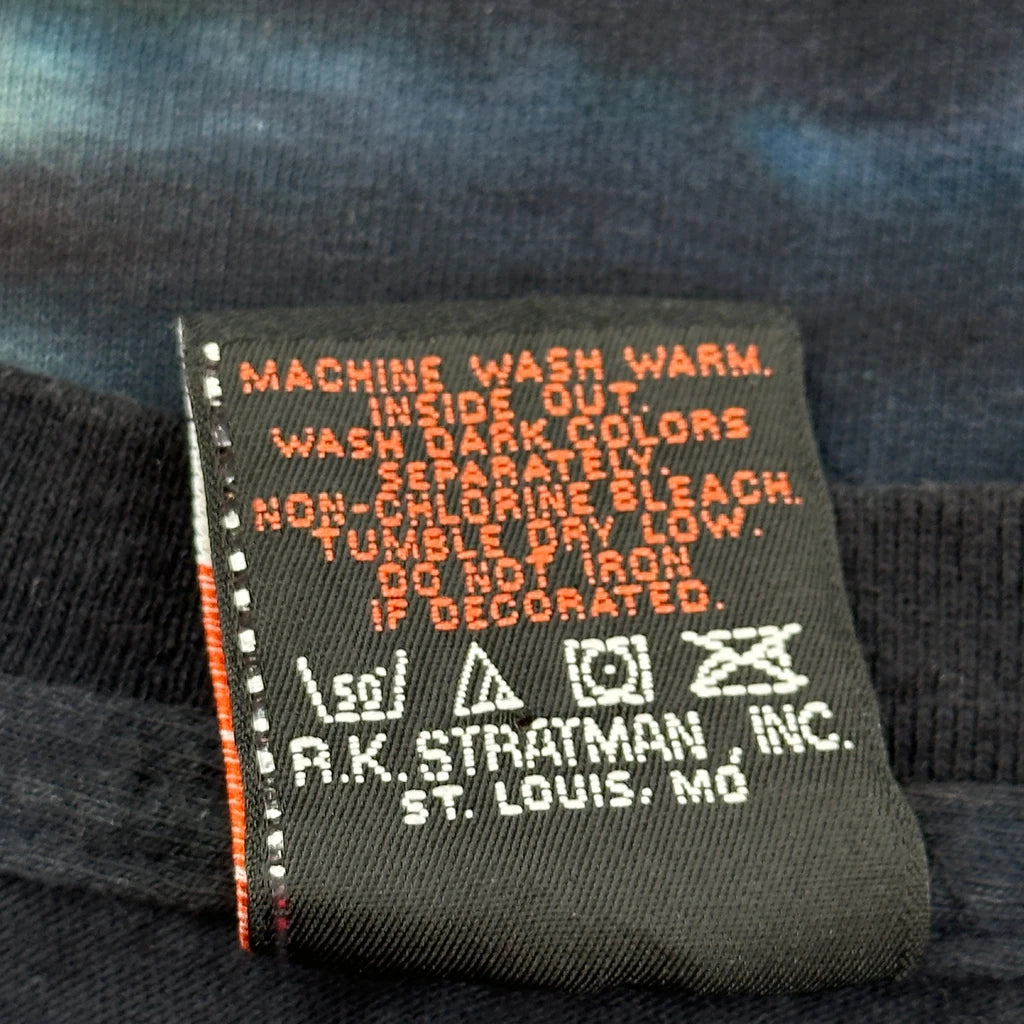 MACHINE WASH WARM.
INSIDE OUT.
WASH DARK COLORS
SEPARATELY.
NON-CHLORINE BLEACH.
TUMBLE DRY LOW.
DO NOT IRON
IF DECORATED.
50°
R.K. STRATMAN, INC.
ST. LOUIS, MO